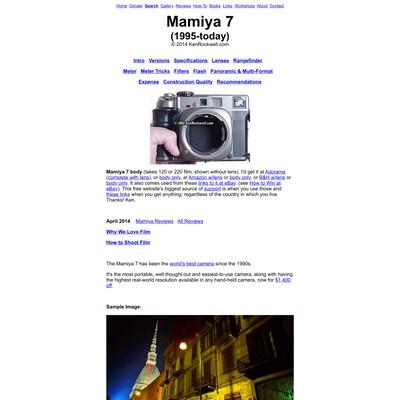 Home Donate Search Gallery Reviews How-To Books Links Workshops About Contact
Mamiya 7
(1995-today)
© 2014 KenRockwell.com
Intro Versions Specifications Lenses Rangefinder
Meter Meter Tricks Filters Flash Panoramic & Multi-Format
Expense Construction Quality Recommendations
Mamiya 7 body (takes 120 or 220 film; shown without lens). I'd get it at Adorama
(complete with lens), or body only, at Amazon w/lens or body only, or B&H w/lens or
body only. It also comes used from these links to it at eBay. (see How to Win at
eBay). This free website's biggest source of support is when you use those and
these links when you get anything, regardless of the country in which you live.
Thanks! Ken.
April 2014 Mamiya Reviews All Reviews
Why We Love Film
How to Shoot Film
The Mamiya 7 has been the world's best camera since the 1990s.
It's the most portable, well thought-out and easiest-to-use camera, along with having
the highest real-world resolution available in any hand-held camera, now for $1,400
off.
Sample Image: